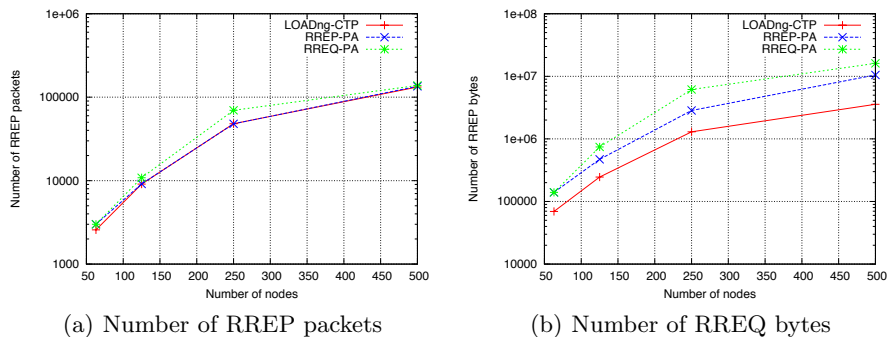 1e+06
100000
10000
1000
Number of RREP packets
LOADng-CTP
RREP-PA
RREQ-PA
50 100 150 200 250 300 350 400 450 500
Number of nodes
(a) Number of RREP packets
1e+08
1e+07
1e+06
100000
10000
Number of RREP bytes
LOADng-CTP
RREP-PA
RREQ-PA
50 100 150 200 250 300 350 400 450 500
Number of nodes
(b) Number of RREQ bytes